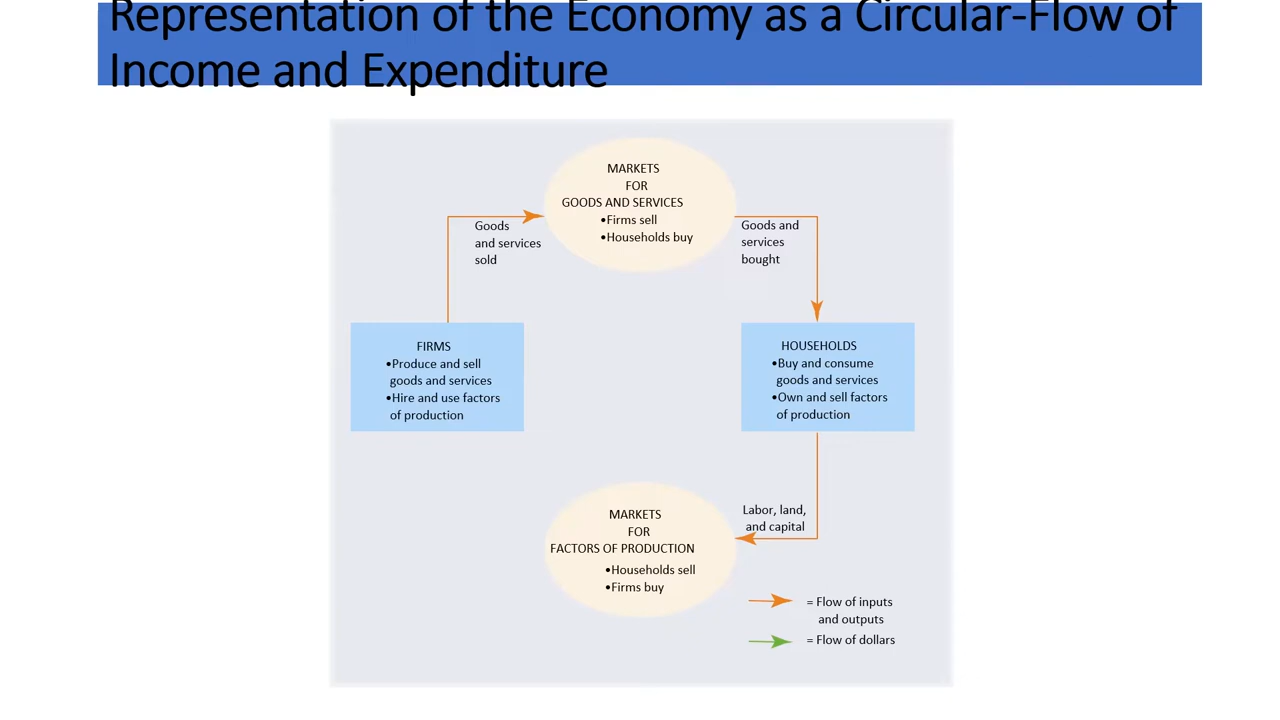 Representation of the Economy as a Circular-Flow of
Income and Expenditure
MARKETS
FOR
GOODS AND SERVICES
•Firms sell
•Households buy
Goods
and services
sold
Goods and
services
bought
FIRMS
•Produce and sell
goods and services
•Hire and use factors
of production
HOUSEHOLDS
•Buy and consume
goods and services
•Own and sell factors
of production
MARKETS
FOR
FACTORS OF PRODUCTION
•Households sell
•Firms buy
Labor, land,
and capital
= Flow of inputs
and outputs
= Flow of dollars